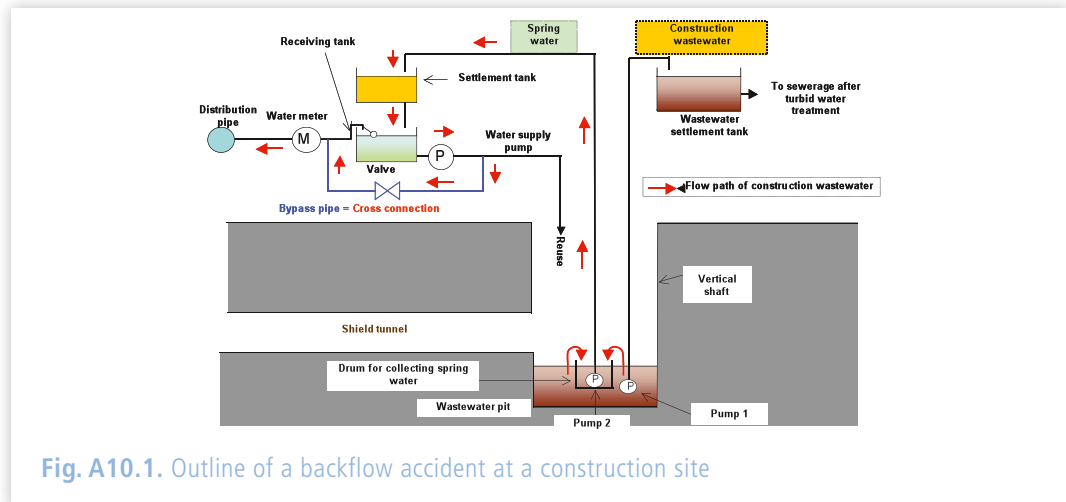 Spring
water
Construction
wastewater
Receiving tank
Settlement tank
To sewerage after
turbid water
treatment
Distribution
pipe
Water meter
Wastewater
settlement tank
M
Water supply
pump
P
Valve
Flow path of construction wastewater
Bypass pipe = Cross connection
Reuse
Vertical
shaft
Shield tunnel
Drum for collecting spring
water
P
P
Wastewater pit
Pump 1
Pump 2
Fig. A10.1. Outline of a backflow accident at a construction site